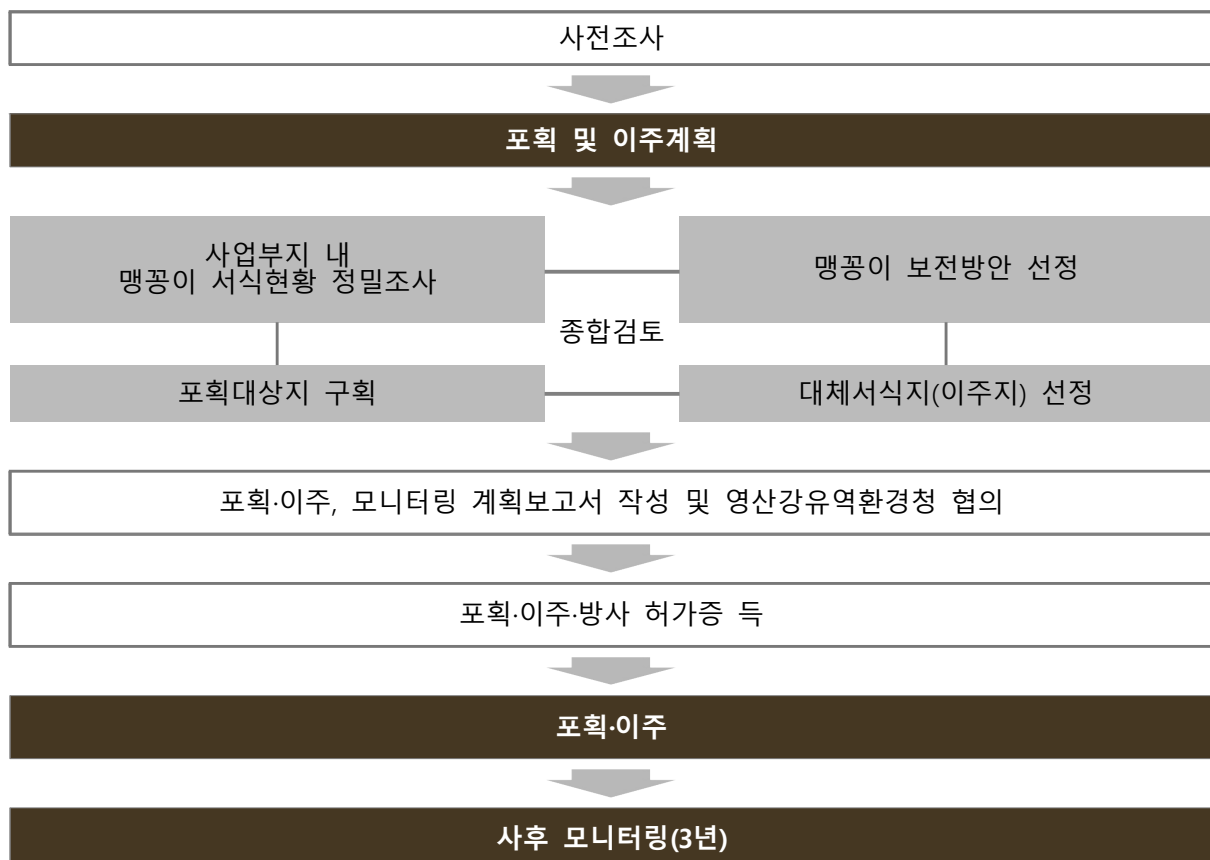 사전조사
포획 및 이주계획
사업부지 내
맹꽁이 서식현황 정밀조사
맹꽁이 보전방안 선정
종합검토
포획대상지 구획
대체서식지(이주지) 선정
포획·이주, 모니터링 계획보고서 작성 및 영산강유역환경청 협의
포획·이주·방사 허가증 득
포획·이주
사후 모니터링(3년)